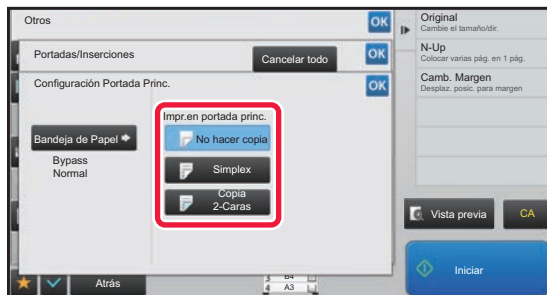 Otros
OK
Portadas/Inserciones
Cancelar todo
OK
Configuración Portada Princ.
OK
Impr.en portada princ.
Bandeja de Papel
Bypass
Normal
No hacer copia
Simplex
Copia
2-Caras
Atrás
3 B4
4 A3
Original
Cambie el tamaño/dir.
N-Up
Colocar varias pág. en 1 pág.
Camb. Margen
Desplaz. posic. para margen
Vista previa
CA
Iniciar